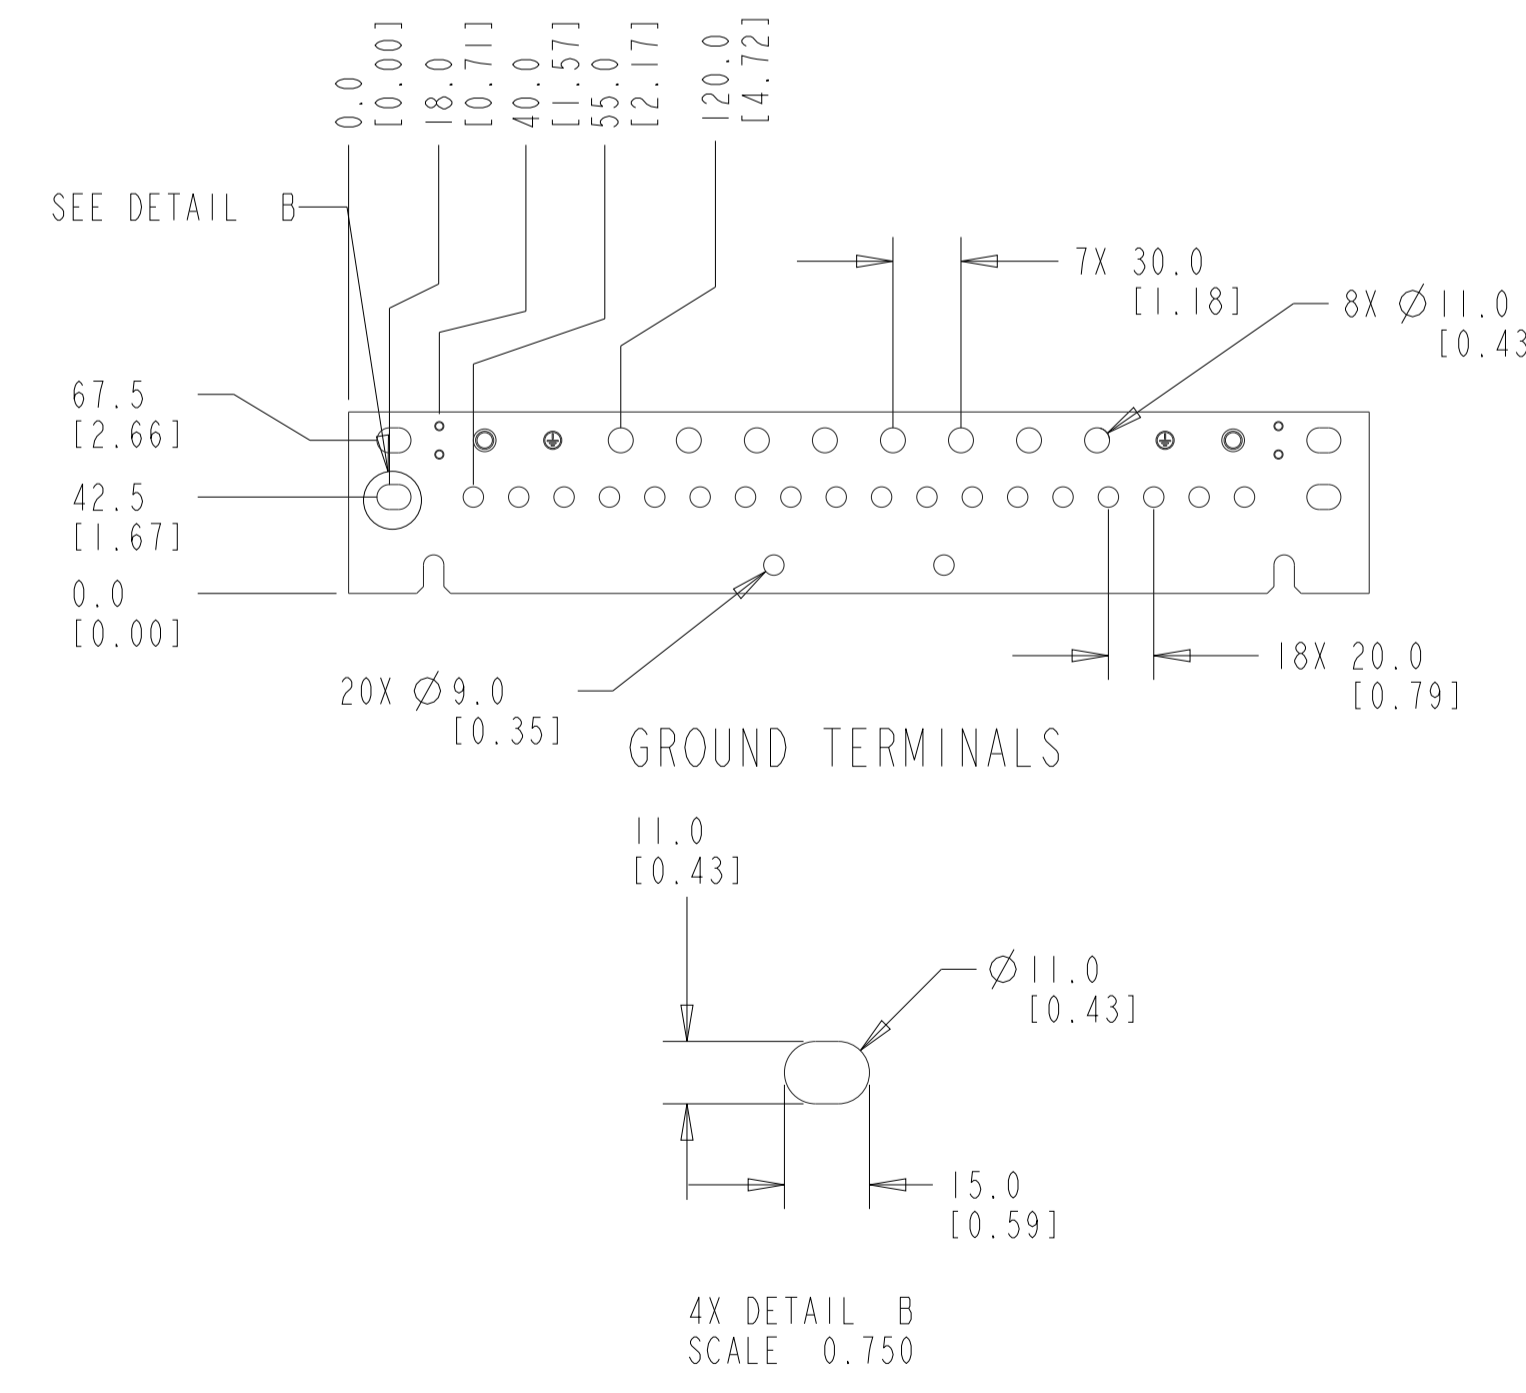 0.0
[0.00]
18.0
[0.71]
40.0
[1.57]
55.0
[2.17]
120.0
[4.72]
SEE DETAIL B
7X 30.0
[1.18]
8X Ø11.0
[0.43
67.5
[2.66]
42.5
[1.67]
0.0
[0.00]
18X 20.0
[0.79]
20X Ø9.0
[0.35]
GROUND TERMINALS
11.0
[0.43]
Ø11.0
[0.43]
15.0
[0.59]
4X DETAIL B
SCALE 0.750